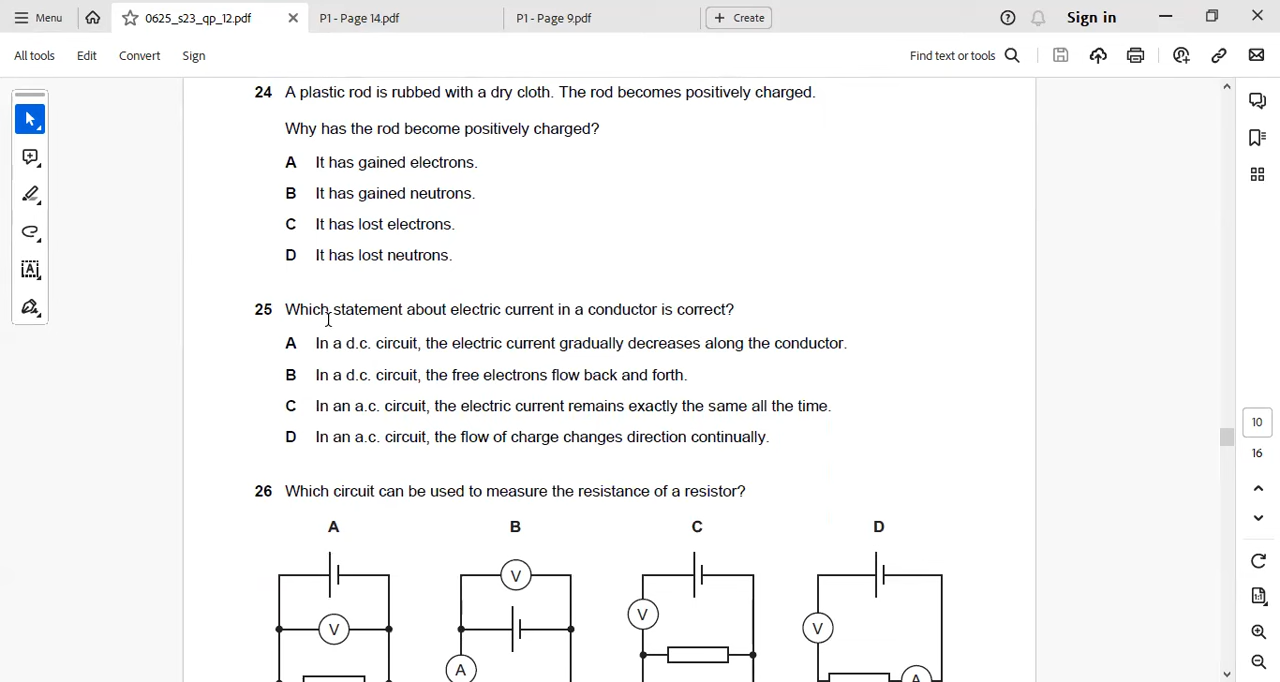 Menu
0625_s23_qp_12.pdf
P1 - Page 14.pdf
P1 - Page 9.pdf
Create
Sign in
All tools
Edit
Convert
Sign
Find text or tools
24 A plastic rod is rubbed with a dry cloth. The rod becomes positively charged.
Why has the rod become positively charged?
A It has gained electrons.
B It has gained neutrons.
C It has lost electrons.
D It has lost neutrons.
25 Which statement about electric current in a conductor is correct?
A In a d.c. circuit, the electric current gradually decreases along the conductor.
B In a d.c. circuit, the free electrons flow back and forth.
C In an a.c. circuit, the electric current remains exactly the same all the time.
D In an a.c. circuit, the flow of charge changes direction continually.
10
16
26 Which circuit can be used to measure the resistance of a resistor?
A B C D
V
V
V
V
A
A
1:1